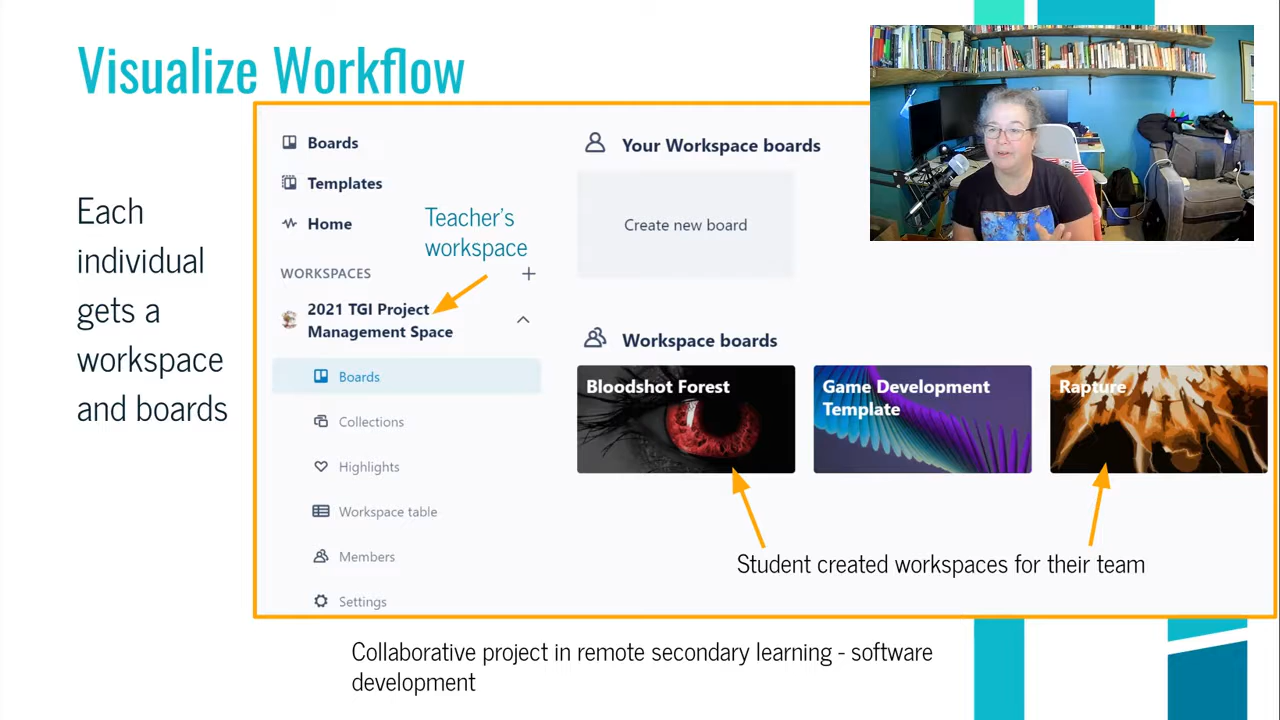 Visualize Workflow
Each
individual
gets a
workspace
and boards
Boards
Templates
Home
WORKSPACES
Teacher's
workspace
2021 TGI Project
Management Space
Boards
Collections
Highlights
Workspace table
Members
Settings
Your Workspace boards
Create new board
Workspace boards
Bloodshot Forest
Game Development
Template
Rapture
Student created workspaces for their team
Collaborative project in remote secondary learning - software
development